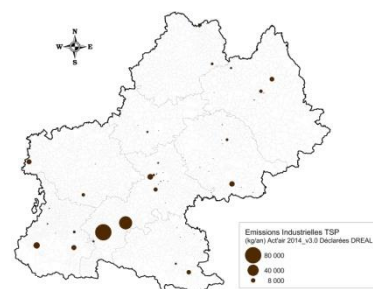 N
W E
S
Emissions Industrielles TSP
(kg/an) Act'air 2014_v3.0 Déclarées DREAL
80 000
40 000
8 000